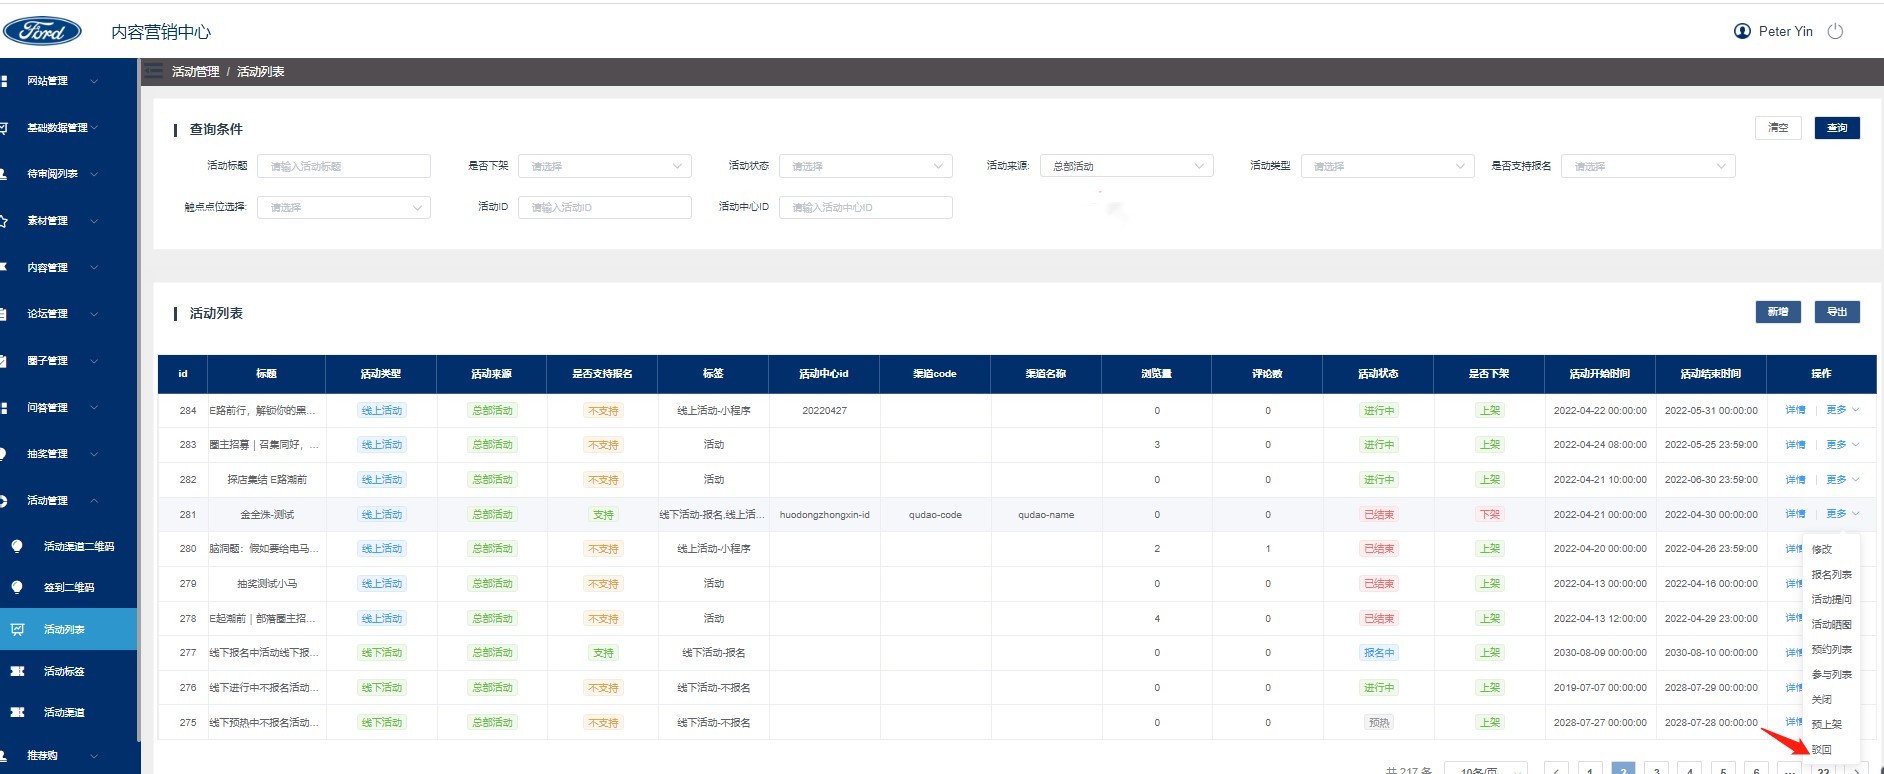 Ford 内容营销中心 Peter Yin
网站管理
基础数据管理
待审阅列表
素材管理
内容管理
论坛管理
圈子管理
问答管理
抽奖管理
活动管理
活动渠道二维码
签到二维码
活动列表
活动标签
活动渠道
推荐购
活动管理 / 活动列表
查询条件 清空 查询
活动标题 请输入活动标题 是否下架 请选择 活动状态 请选择 活动来源: 总部活动 活动类型 请选择 是否支持报名 请选择
触点点位选择: 请选择 活动ID 请输入活动ID 活动中心ID 请输入活动中心ID
活动列表 新增 导出
id 标题 活动类型 活动来源 是否支持报名 标签 活动中心id 渠道code 渠道名称 浏览量 评论数 活动状态 是否下架 活动开始时间 活动结束时间 操作
284 E路前行，解锁你的黑... 线上活动 总部活动 不支持 线上活动-小程序 20220427 0 0 进行中 上架 2022-04-22 00:00:00 2022-05-31 00:00:00 详情 更多
283 圈主招募 | 召集同好，... 线上活动 总部活动 不支持 活动 3 0 进行中 上架 2022-04-24 08:00:00 2022-05-25 23:59:00 详情 更多
282 探店集结 E路潮前 线上活动 总部活动 不支持 活动 0 0 进行中 上架 2022-04-21 10:00:00 2022-06-30 23:59:00 详情 更多
281 金全洙-测试 线上活动 总部活动 支持 线下活动-报名,线上活... huodongzhongxin-id qudao-code qudao-name 0 0 已结束 下架 2022-04-21 00:00:00 2022-04-30 00:00:00 详情 更多
280 脑洞题：假如要给电马... 线上活动 总部活动 不支持 线上活动-小程序 2 1 已结束 上架 2022-04-20 00:00:00 2022-04-26 23:59:00 详情
279 抽奖测试小马 线上活动 总部活动 不支持 活动 0 0 已结束 上架 2022-04-13 00:00:00 2022-04-16 00:00:00 详情
278 E起潮前 | 部落圈主招... 线上活动 总部活动 不支持 活动 4 0 已结束 上架 2022-04-13 12:00:00 2022-04-29 23:00:00 详情
277 线下报名中活动线下报... 线下活动 总部活动 支持 线下活动-报名 0 0 报名中 上架 2030-08-09 00:00:00 2030-08-10 00:00:00 详情
276 线下进行中不报名活动... 线下活动 总部活动 不支持 线下活动-不报名 0 0 进行中 上架 2019-07-07 00:00:00 2028-07-29 00:00:00 详情
275 线下预热中不报名活动... 线下活动 总部活动 不支持 线下活动-不报名 0 0 预热 上架 2028-07-27 00:00:00 2028-07-28 00:00:00 详情
修改
报名列表
活动提问
活动晒图
预约列表
参与列表
关闭
预上架
驳回
共 217 条 10条/页 1 2 3 4 5 6 ... 22